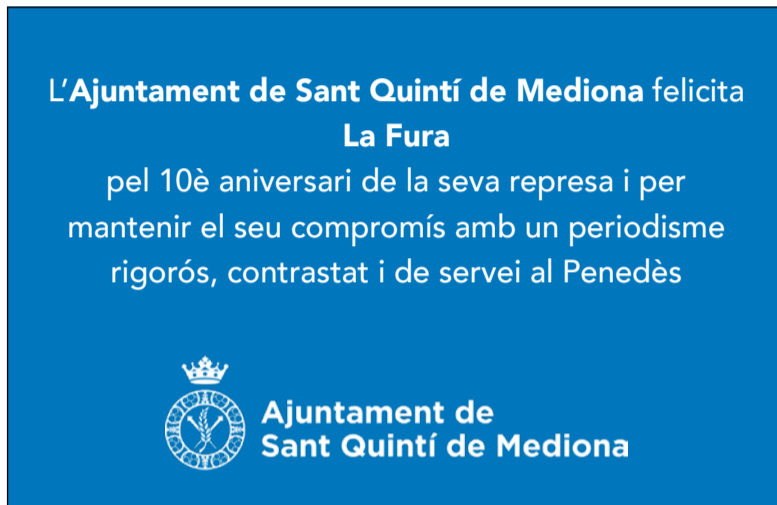 L’Ajuntament de Sant Quintí de Mediona felicita
La Fura
pel 10è aniversari de la seva represa i per
mantenir el seu compromís amb un periodisme
rigorós, contrastat i de servei al Penedès
Ajuntament de
Sant Quintí de Mediona